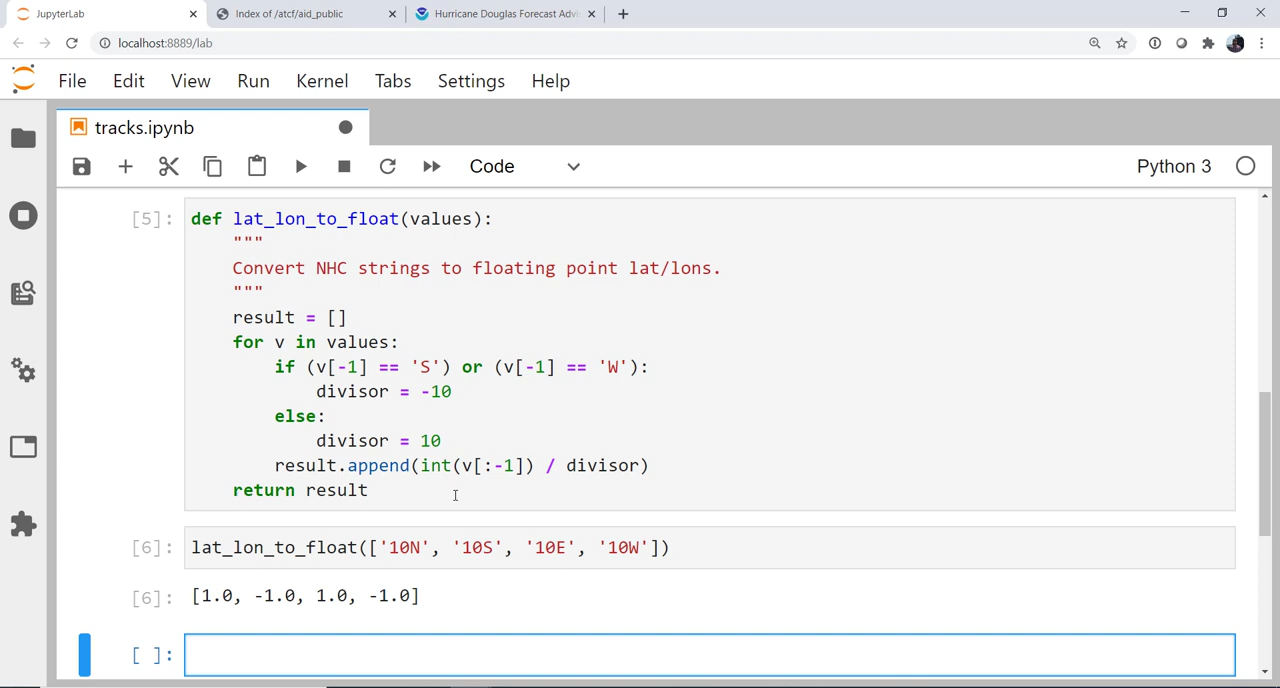 JupyterLab
Index of /atcf/aid_public
Hurricane Douglas Forecast Advi
localhost:8889/lab
File Edit View Run Kernel Tabs Settings Help
tracks.ipynb
Code
Python 3
[5]: def lat_lon_to_float(values):
"""
Convert NHC strings to floating point lat/lons.
"""
result = []
for v in values:
if (v[-1] == 'S') or (v[-1] == 'W'):
divisor = -10
else:
divisor = 10
result.append(int(v[:-1]) / divisor)
return result
[6]: lat_lon_to_float(['10N', '10S', '10E', '10W'])
[6]: [1.0, -1.0, 1.0, -1.0]
[ ]: